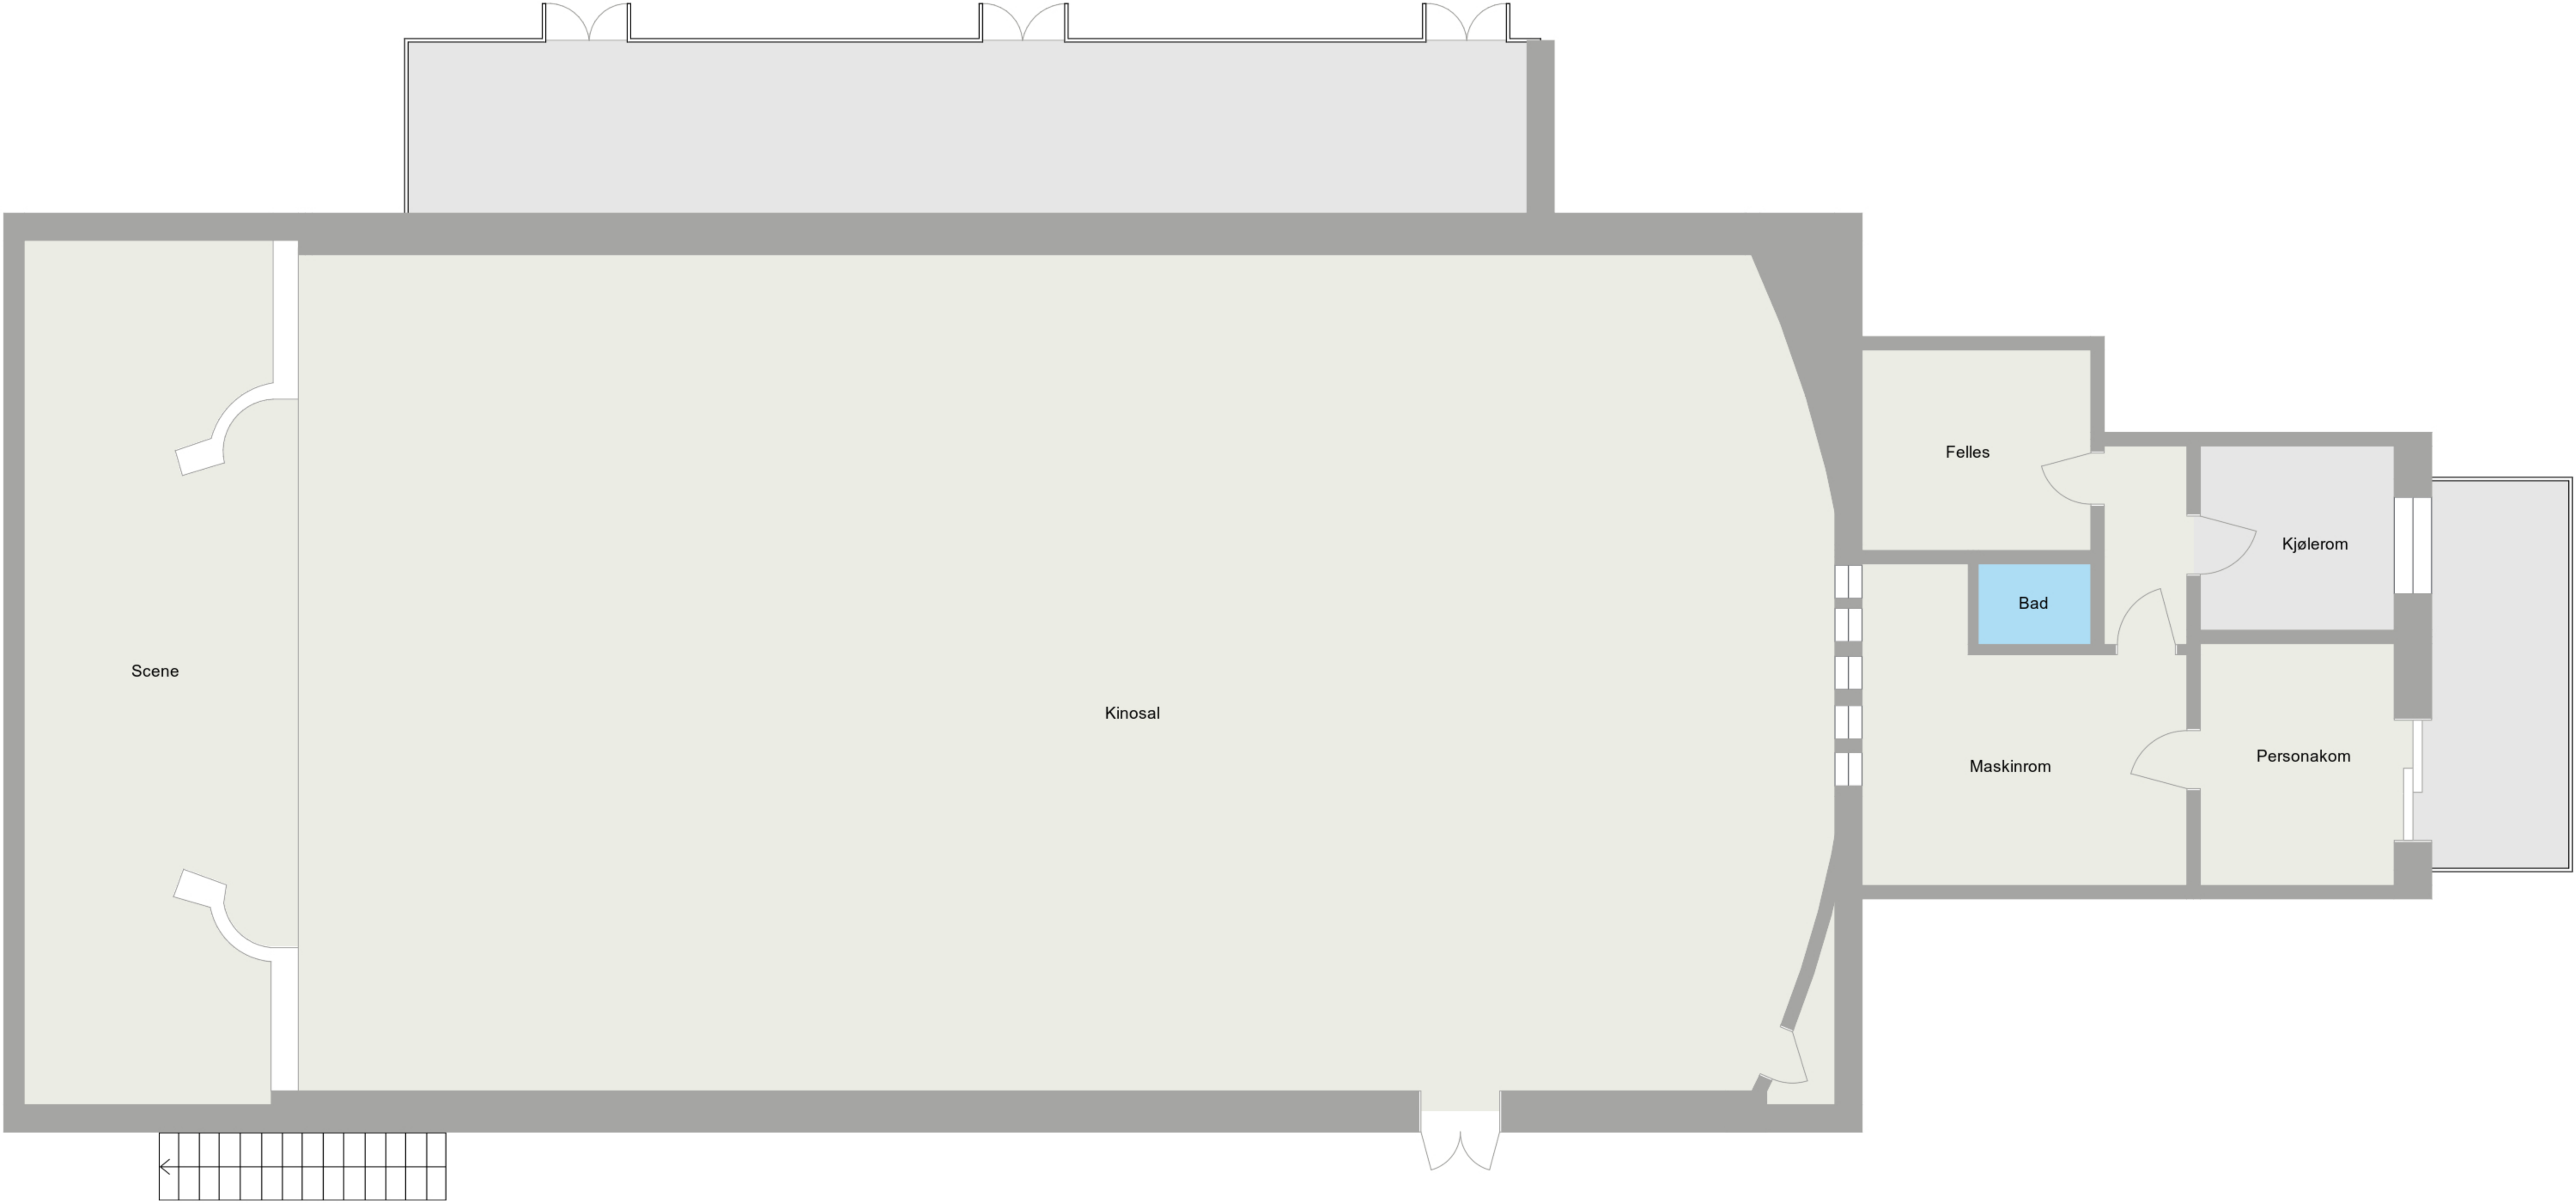 Felles
Kjølerom
Bad
Scene
Kinosal
Personakom
Maskinrom